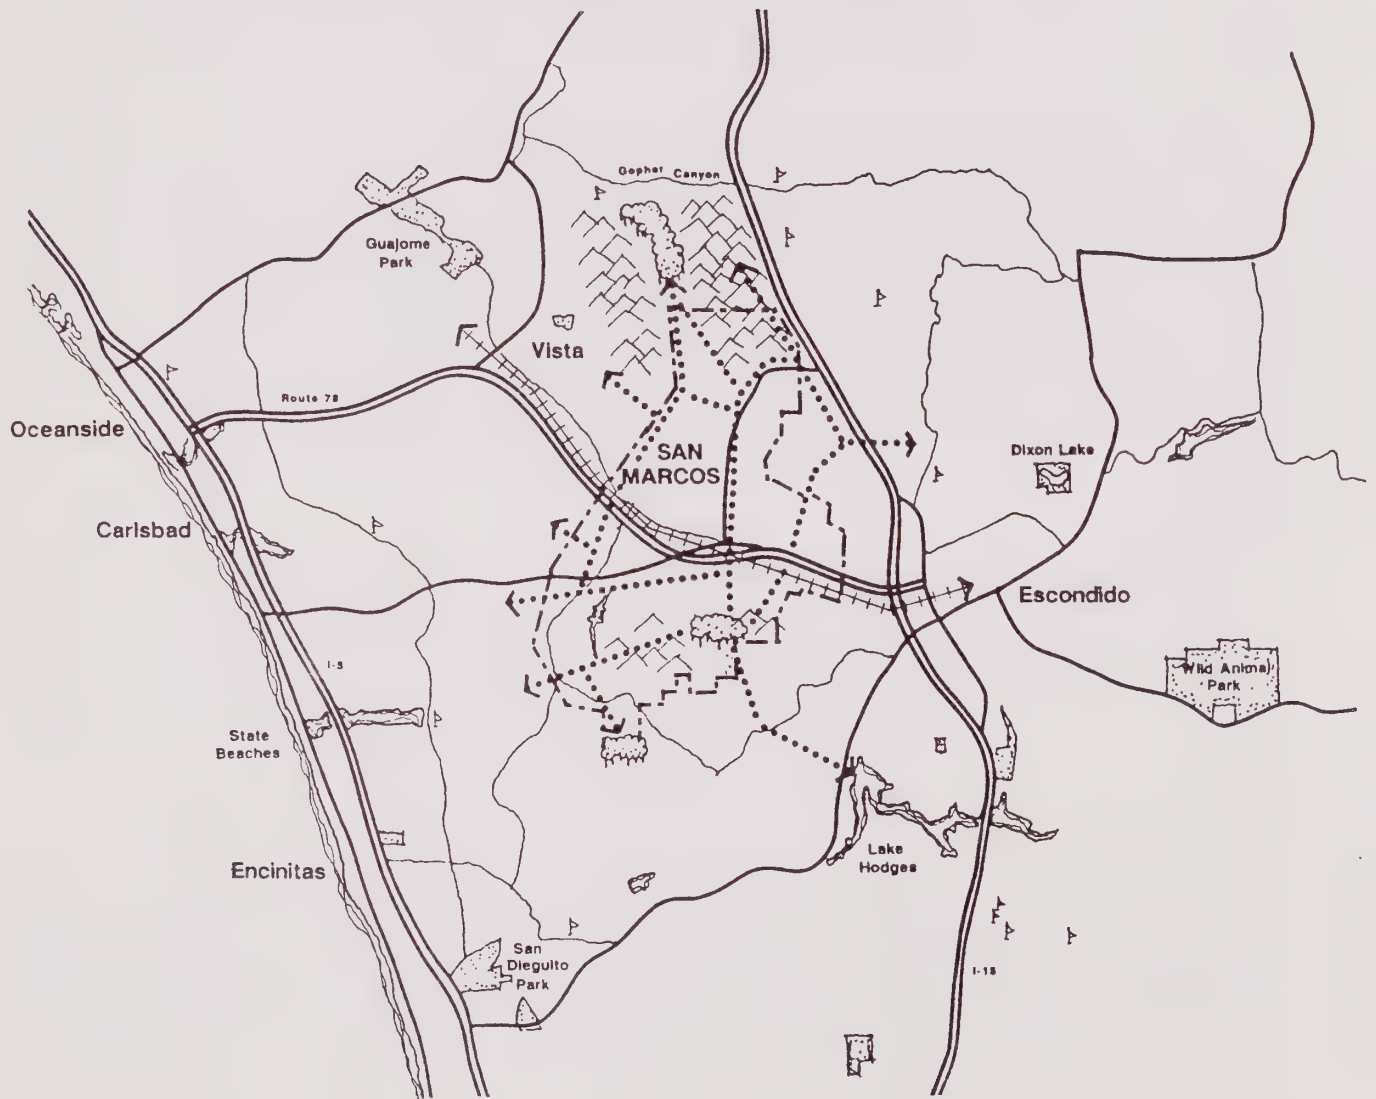 Gopher Canyon
Guajome
Park
Vista
Route 78
Oceanside
SAN
MARCOS
Dixon Lake
Carlsbad
Escondido
I-5
Wild Animal
Park
State
Beaches
Lake
Hodges
Encinitas
San
Dieguito
Park
I-15